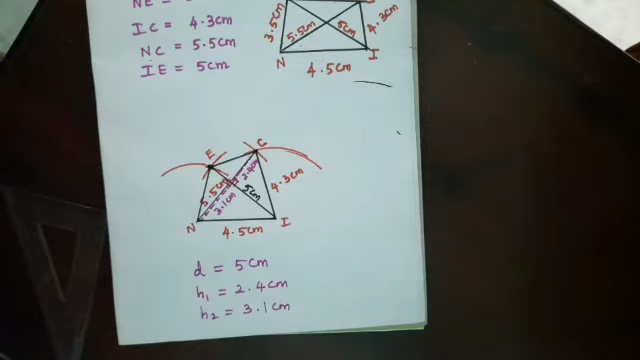 NE =
IC = 4.3cm
NC = 5.5cm
IE = 5cm
3.5cm
5.5cm
5cm
4.3cm
N
I
4.5cm
E
C
5.5cm
2.4cm
3.1cm
5cm
4.3cm
N
4.5cm
I
d = 5cm
h₁ = 2.4cm
h₂ = 3.1cm